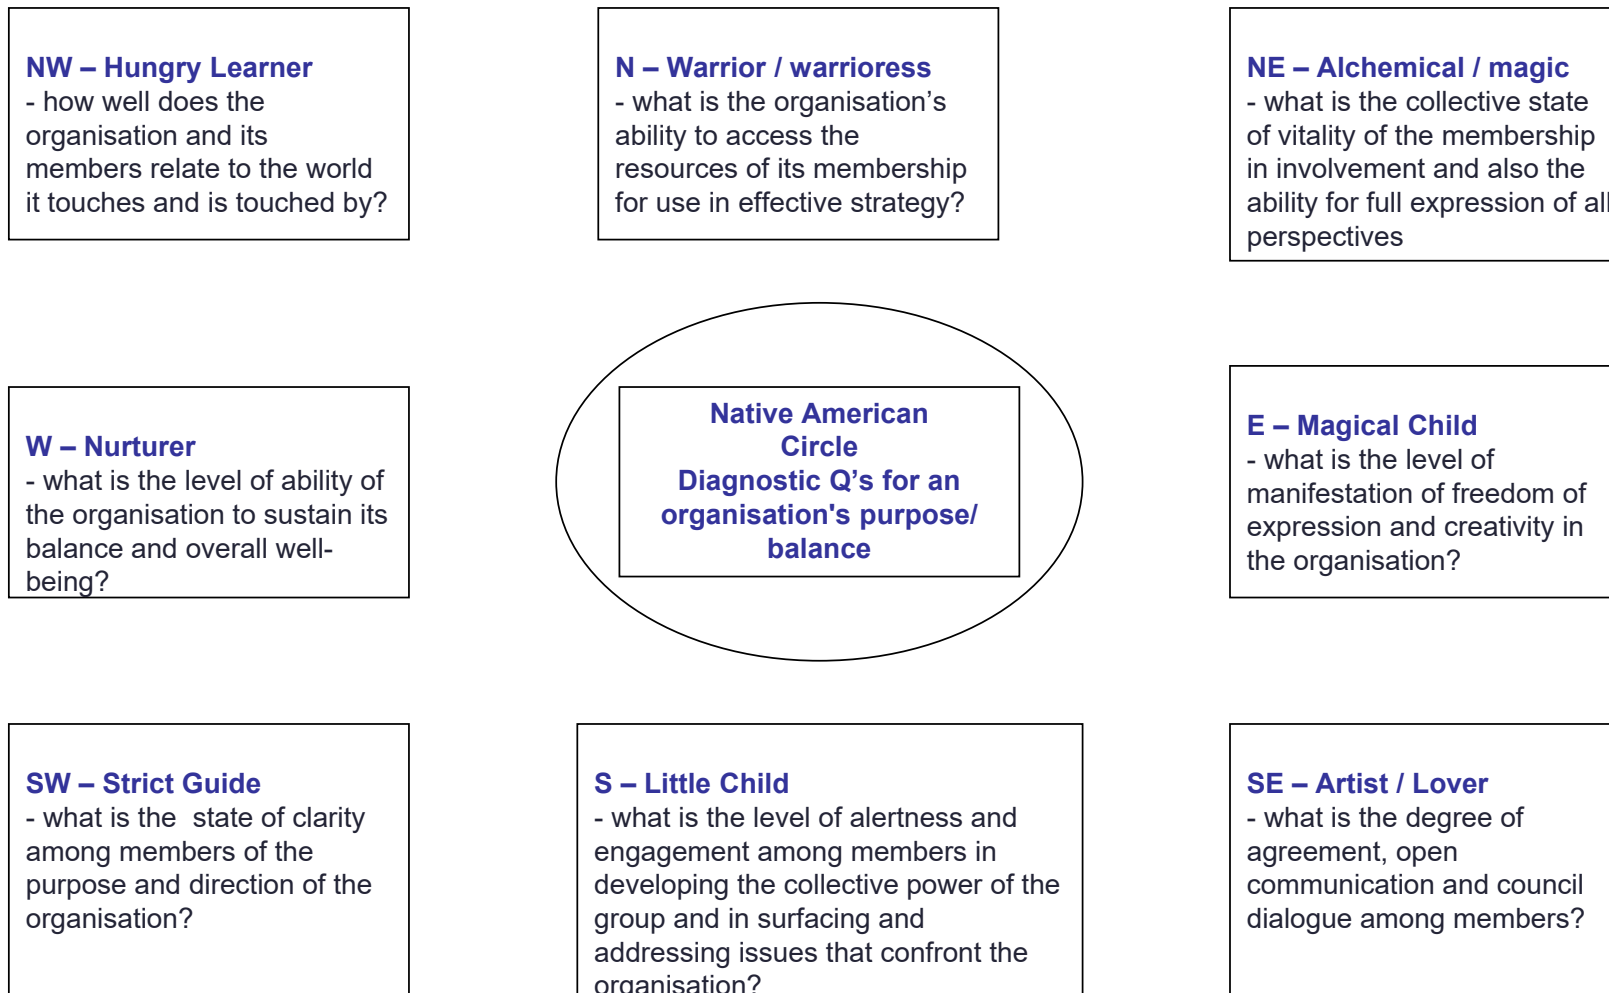 NW – Hungry Learner
- how well does the
organisation and its
members relate to the world
it touches and is touched by?
N – Warrior / warrioress
- what is the organisation’s
ability to access the
resources of its membership
for use in effective strategy?
NE – Alchemical / magic
- what is the collective state
of vitality of the membership
in involvement and also the
ability for full expression of all
perspectives
W – Nurturer
- what is the level of ability of
the organisation to sustain its
balance and overall well-
being?
Native American
Circle
Diagnostic Q’s for an
organisation's purpose/
balance
E – Magical Child
- what is the level of
manifestation of freedom of
expression and creativity in
the organisation?
SW – Strict Guide
- what is the  state of clarity
among members of the
purpose and direction of the
organisation?
S – Little Child
- what is the level of alertness and
engagement among members in
developing the collective power of the
group and in surfacing and
addressing issues that confront the
organisation?
SE – Artist / Lover
- what is the degree of
agreement, open
communication and council
dialogue among members?